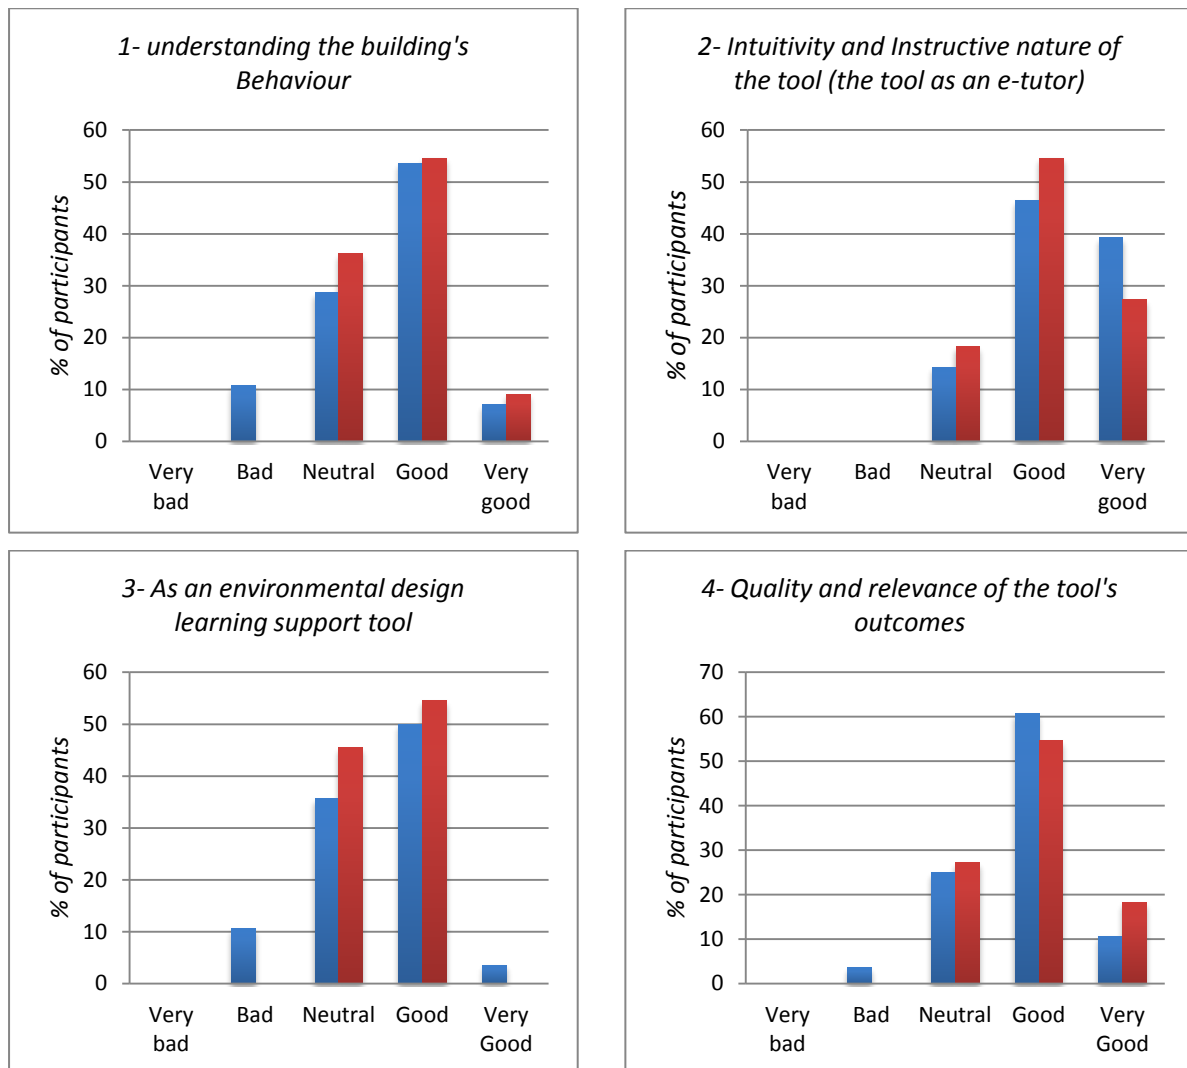 1- understanding the building's
Behaviour
60
50
40
30
20
10
0
% of participants
Very
bad
Bad
Neutral
Good
Very
good
2- Intuitivity and Instructive nature of
the tool (the tool as an e-tutor)
60
50
40
30
20
10
0
% of participants
Very
bad
Bad
Neutral
Good
Very
good
3- As an environmental design
learning support tool
60
50
40
30
20
10
0
% of participants
Very
bad
Bad
Neutral
Good
Very
Good
4- Quality and relevance of the tool's
outcomes
70
60
50
40
30
20
10
0
% of participants
Very
bad
Bad
Neutral
Good
Very
Good